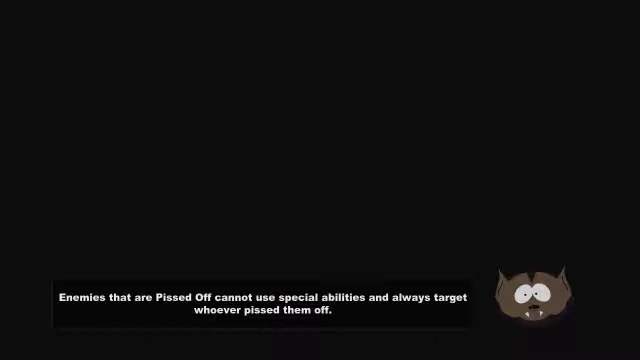 Enemies that are Pissed Off cannot use special abilities and always target
whoever pissed them off.